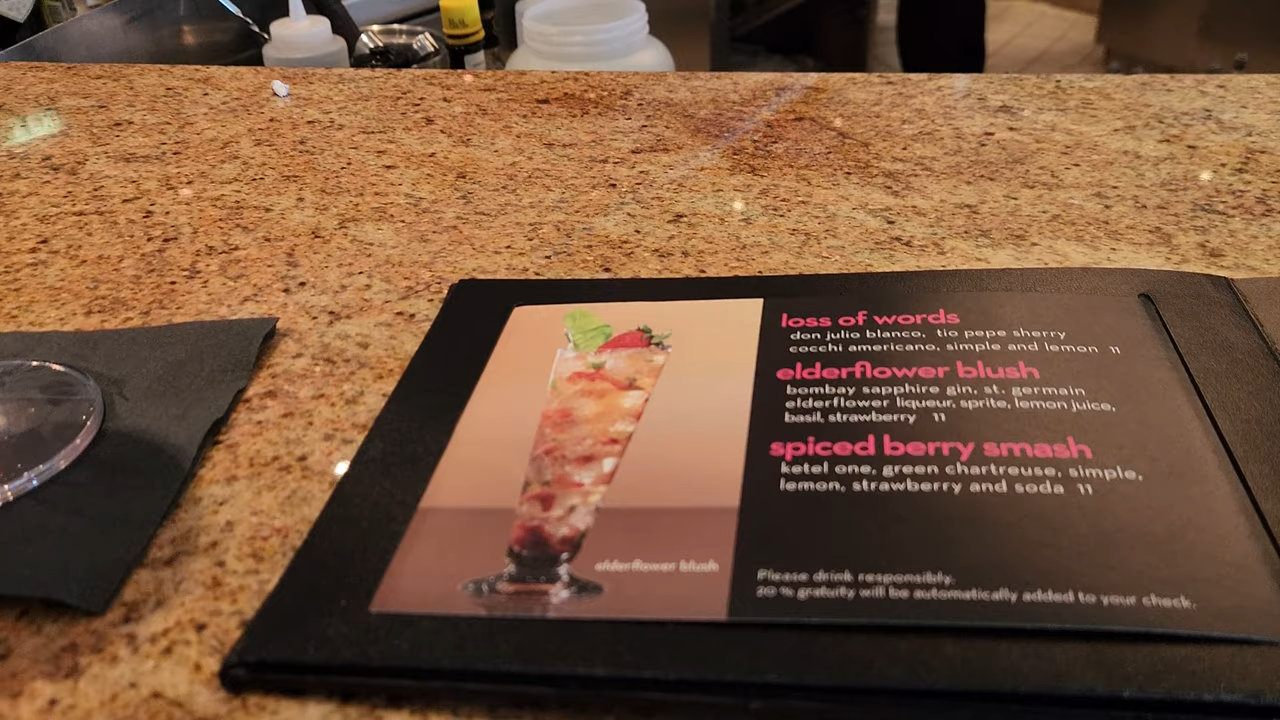 loss of words
don julio blanco, tio pepe sherry
cocchi americano, simple and lemon 11
elderflower blush
bombay sapphire gin, st. germain
elderflower liqueur, sprite, lemon juice,
basil, strawberry 11
spiced berry smash
ketel one, green chartreuse, simple,
lemon, strawberry and soda 11
elderflower blush
Please drink responsibly.
20 % gratuity will be automatically added to your check.